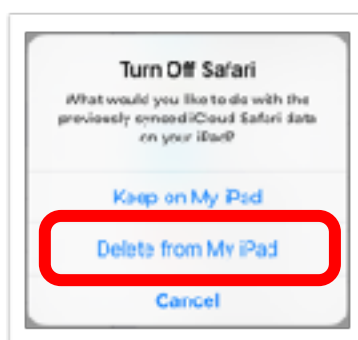 Turn Off Safari
What would you like to do with the
previously synced iCloud Safari data
on your iPad?
Keep on My iPad
Delete from My iPad
Cancel